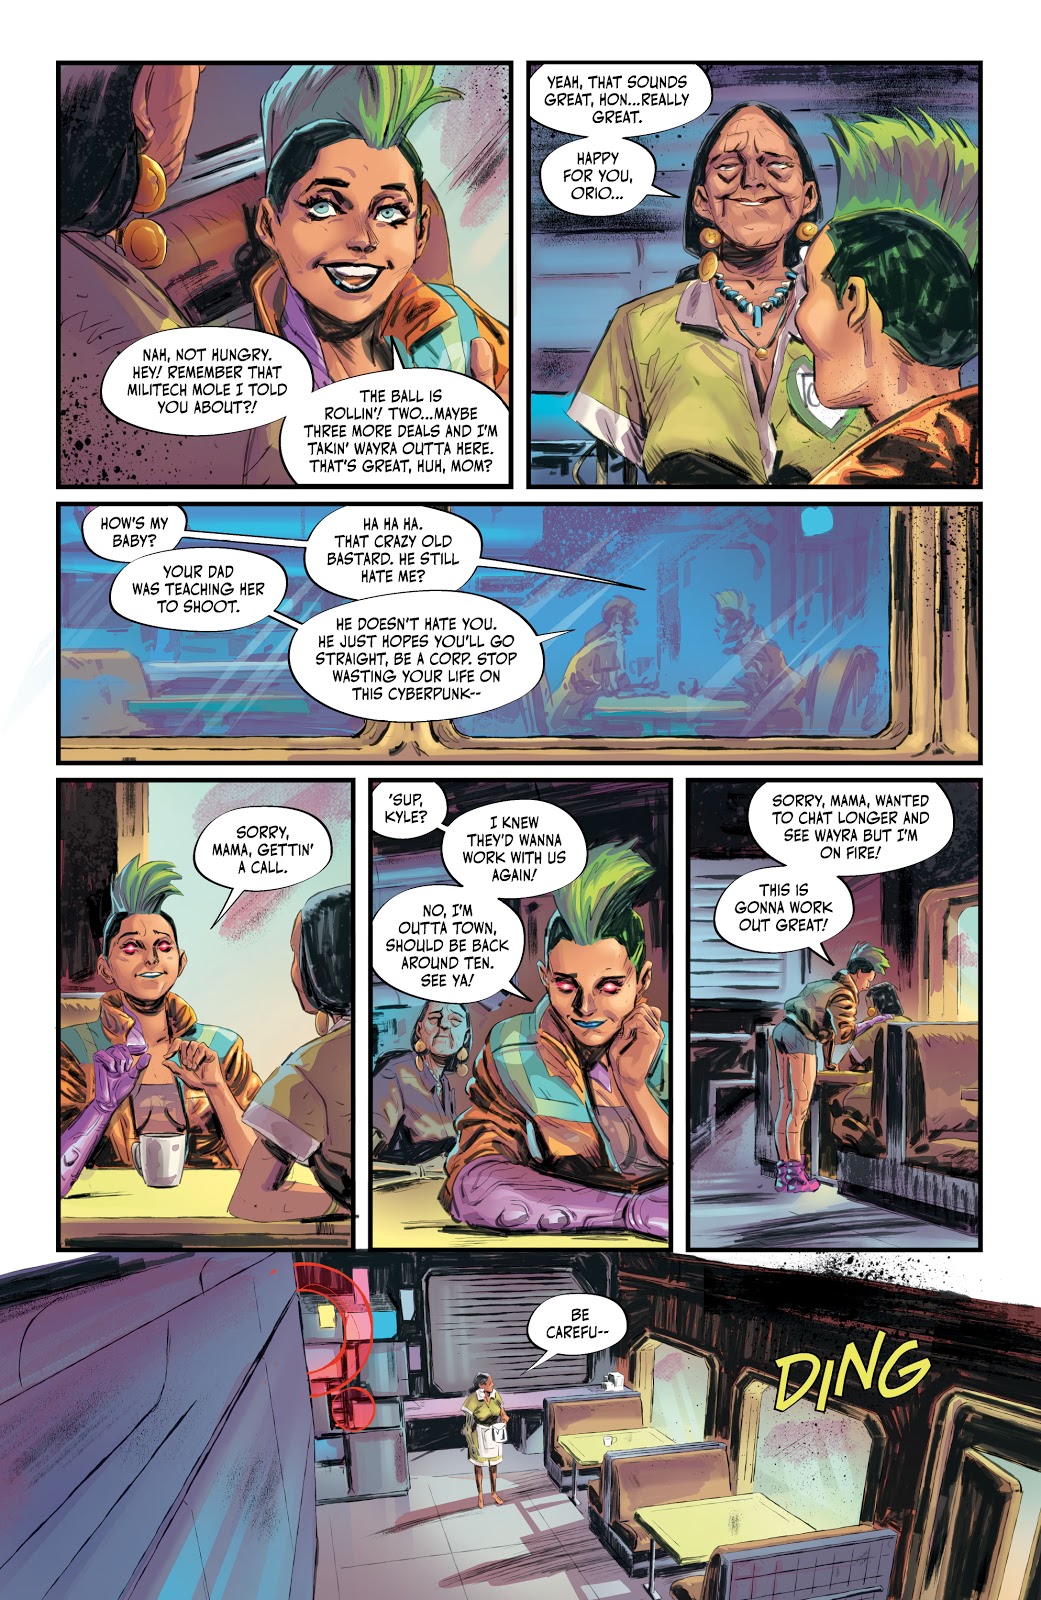 NAH, NOT HUNGRY.
HEY! REMEMBER THAT
MILITECH MOLE I TOLD
YOU ABOUT?!
THE BALL IS
ROLLIN'! TWO...MAYBE
THREE MORE DEALS AND I'M
TAKIN' WAYRA OUTTA HERE.
THAT'S GREAT, HUH, MOM?
YEAH, THAT SOUNDS
GREAT, HON...REALLY
GREAT.
HAPPY
FOR YOU,
ORIO...
HOW'S MY
BABY?
YOUR DAD
WAS TEACHING HER
TO SHOOT.
HA HA HA.
THAT CRAZY OLD
BASTARD. HE STILL
HATE ME?
HE DOESN'T HATE YOU.
HE JUST HOPES YOU'LL GO
STRAIGHT, BE A CORP. STOP
WASTING YOUR LIFE ON
THIS CYBERPUNK--
SORRY,
MAMA, GETTIN'
A CALL.
'SUP,
KYLE?
I KNEW
THEY'D WANNA
WORK WITH US
AGAIN!
NO, I'M
OUTTA TOWN,
SHOULD BE BACK
AROUND TEN.
SEE YA!
SORRY, MAMA, WANTED
TO CHAT LONGER AND
SEE WAYRA BUT I'M
ON FIRE!
THIS IS
GONNA WORK
OUT GREAT!
BE
CAREFU--
DING